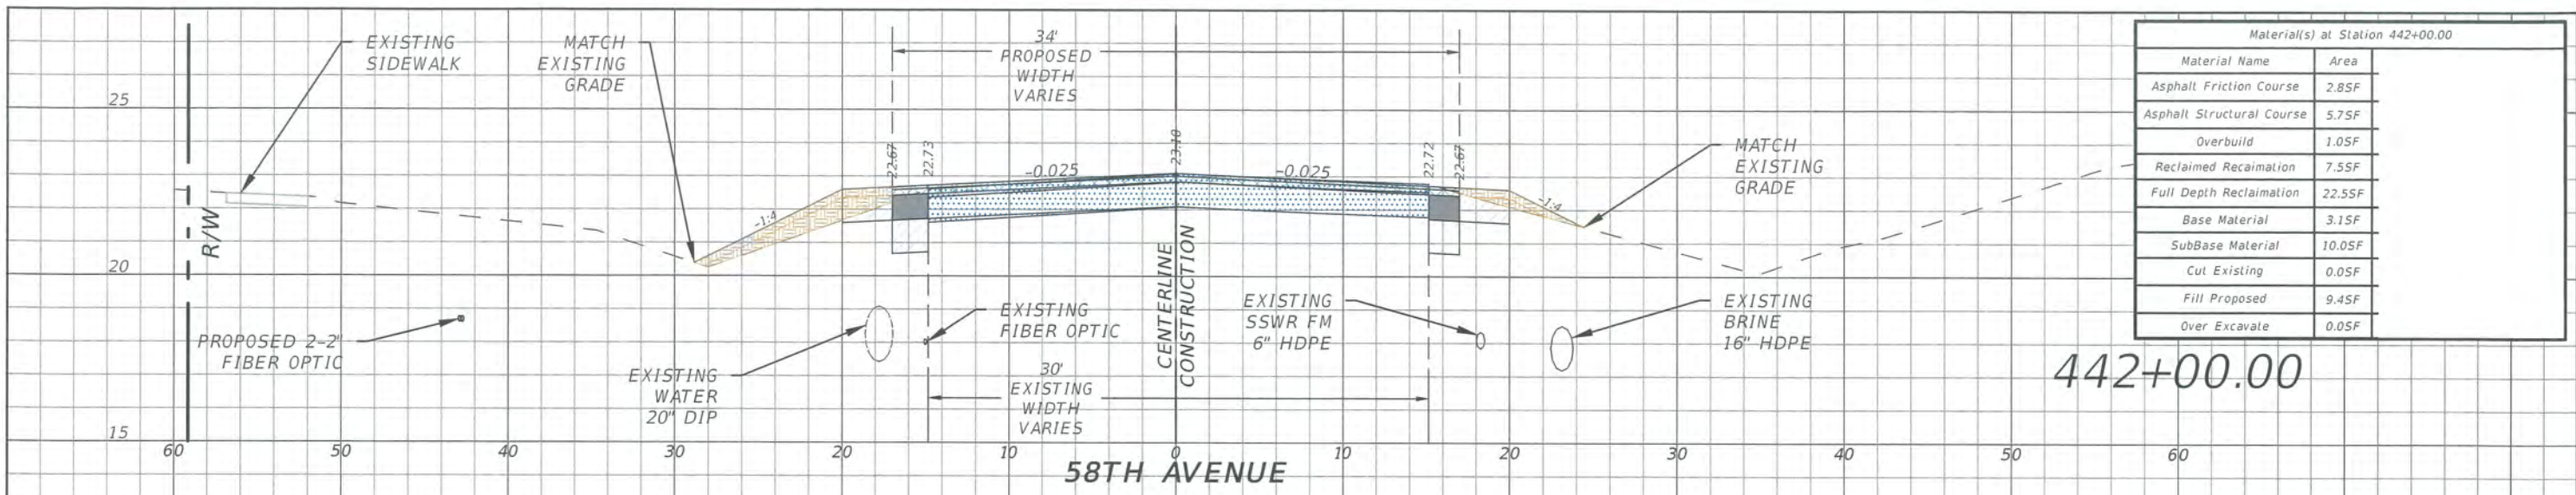 EXISTING
SIDEWALK
MATCH
EXISTING
GRADE
34'
PROPOSED
WIDTH
VARIES
25
22.67
22.73
23.10
22.72
22.67
-0.025
-0.025
MATCH
EXISTING
GRADE
-1:4
-1:4
R/W
20
PROPOSED 2-2"
FIBER OPTIC
EXISTING
WATER
20" DIP
EXISTING
FIBER OPTIC
CENTERLINE
CONSTRUCTION
EXISTING
SSWR FM
6" HDPE
EXISTING
BRINE
16" HDPE
30'
EXISTING
WIDTH
VARIES
15
60 50 40 30 20 10 0 10 20 30 40 50 60
58TH AVENUE
Material(s) at Station 442+00.00
Material Name Area
Asphalt Friction Course 2.8SF
Asphalt Structural Course 5.7SF
Overbuild 1.0SF
Reclaimed Recaimation 7.5SF
Full Depth Reclaimation 22.5SF
Base Material 3.1SF
SubBase Material 10.0SF
Cut Existing 0.0SF
Fill Proposed 9.4SF
Over Excavate 0.0SF
442+00.00